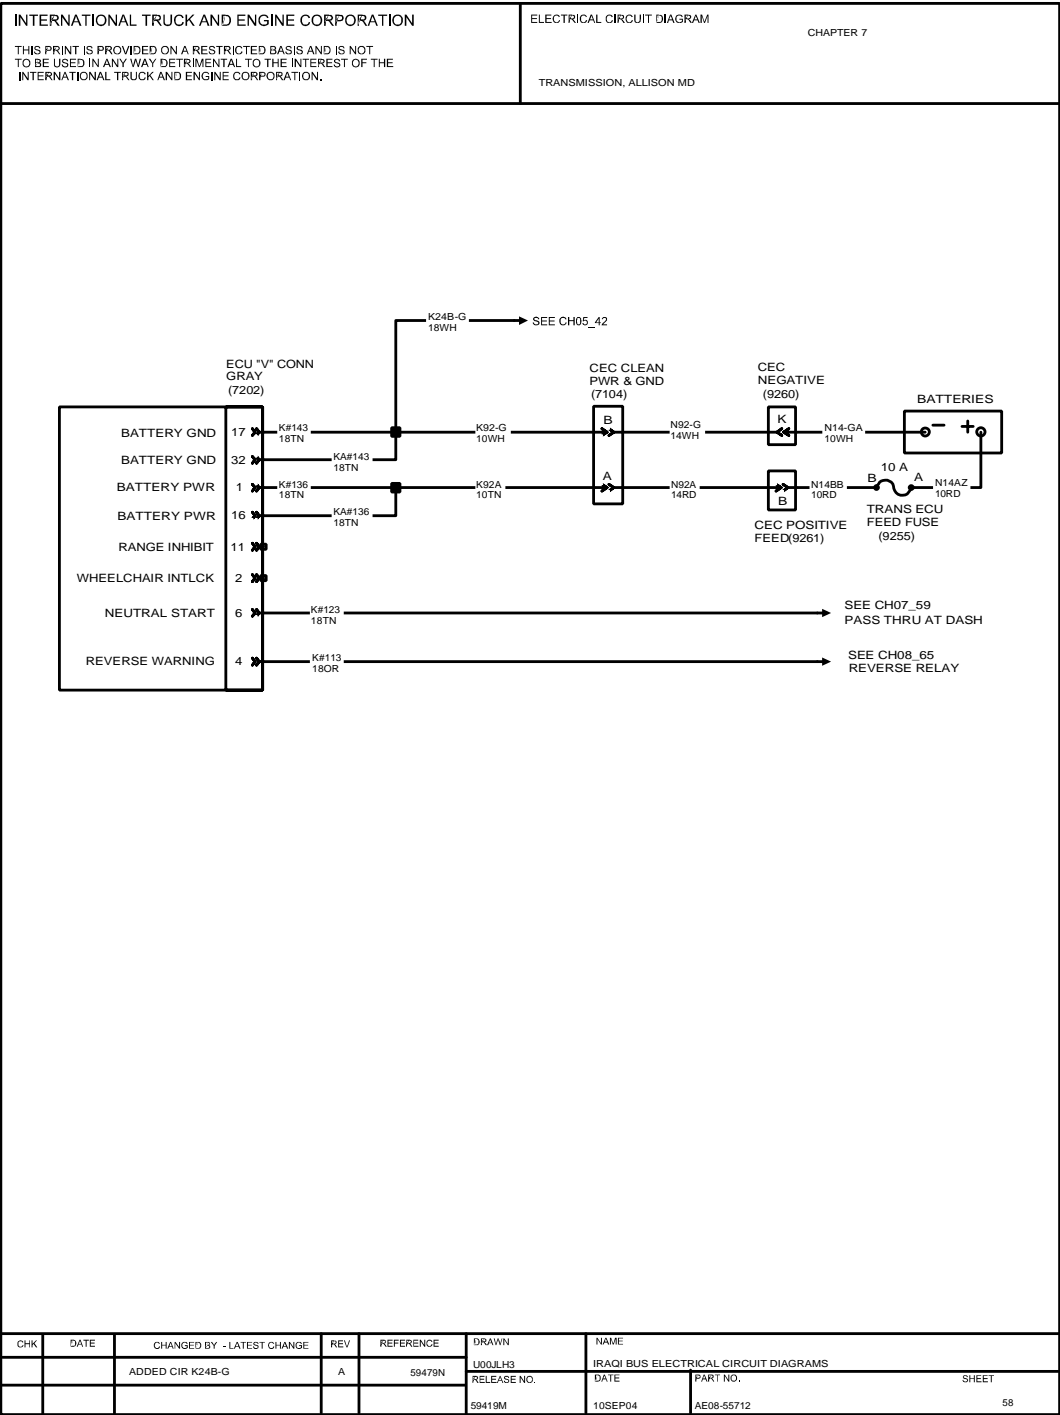 INTERNATIONAL TRUCK AND ENGINE CORPORATION
THIS PRINT IS PROVIDED ON A RESTRICTED BASIS AND IS NOT
TO BE USED IN ANY WAY DETRIMENTAL TO THE INTEREST OF THE
INTERNATIONAL TRUCK AND ENGINE CORPORATION.
ELECTRICAL CIRCUIT DIAGRAM
CHAPTER 7
TRANSMISSION, ALLISON MD
K24B-G
18WH
SEE CH05_42
ECU "V" CONN
GRAY
(7202)
CEC CLEAN
PWR & GND
(7104)
CEC
NEGATIVE
(9260)
BATTERIES
BATTERY GND 17
K#143
18TN
K92-G
10WH
B
N92-G
14WH
K
N14-GA
10WH
- +
BATTERY GND 32
KA#143
18TN
BATTERY PWR 1
K#136
18TN
K92A
10TN
A
N92A
14RD
B
N14BB
10RD
B 10 A A
N14AZ
10RD
BATTERY PWR 16
KA#136
18TN
CEC POSITIVE
FEED(9261)
TRANS ECU
FEED FUSE
(9255)
RANGE INHIBIT 11
WHEELCHAIR INTLCK 2
NEUTRAL START 6
K#123
18TN
SEE CH07_59
PASS THRU AT DASH
REVERSE WARNING 4
K#113
18OR
SEE CH08_65
REVERSE RELAY
CHK DATE CHANGED BY - LATEST CHANGE REV REFERENCE
ADDED CIR K24B-G A 59479N
DRAWN
U00JLH3
NAME
IRAQI BUS ELECTRICAL CIRCUIT DIAGRAMS
RELEASE NO.
59419M
DATE
10SEP04
PART NO.
AE08-55712
SHEET
58